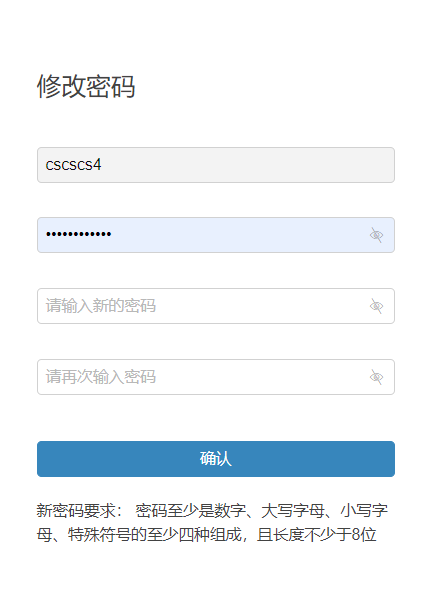 修改密码
cscscs4
••••••••••••
请输入新的密码
请再次输入密码
确认
新密码要求： 密码至少是数字、大写字母、小写字
母、特殊符号的至少四种组成，且长度不少于8位